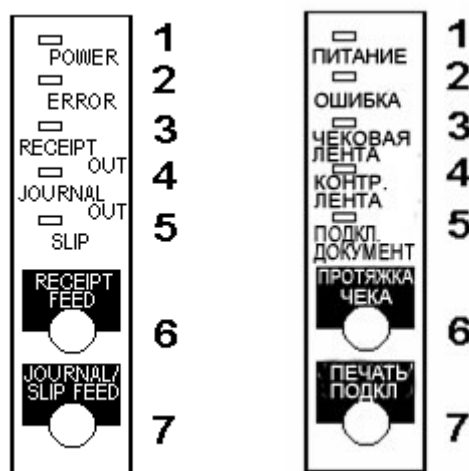 1
POWER
2
ERROR
3
RECEIPT
OUT
4
JOURNAL
OUT
5
SLIP
RECEIPT
FEED
6
JOURNAL/
SLIP FEED
7
1
ПИТАНИЕ
2
ОШИБКА
3
ЧЕКОВАЯ
ЛЕНТА
4
КОНТР.
ЛЕНТА
5
ПОДКЛ.
ДОКУМЕНТ
ПРОТЯЖКА
ЧЕКА
6
ПЕЧАТЬ/
ПОДКЛ
7